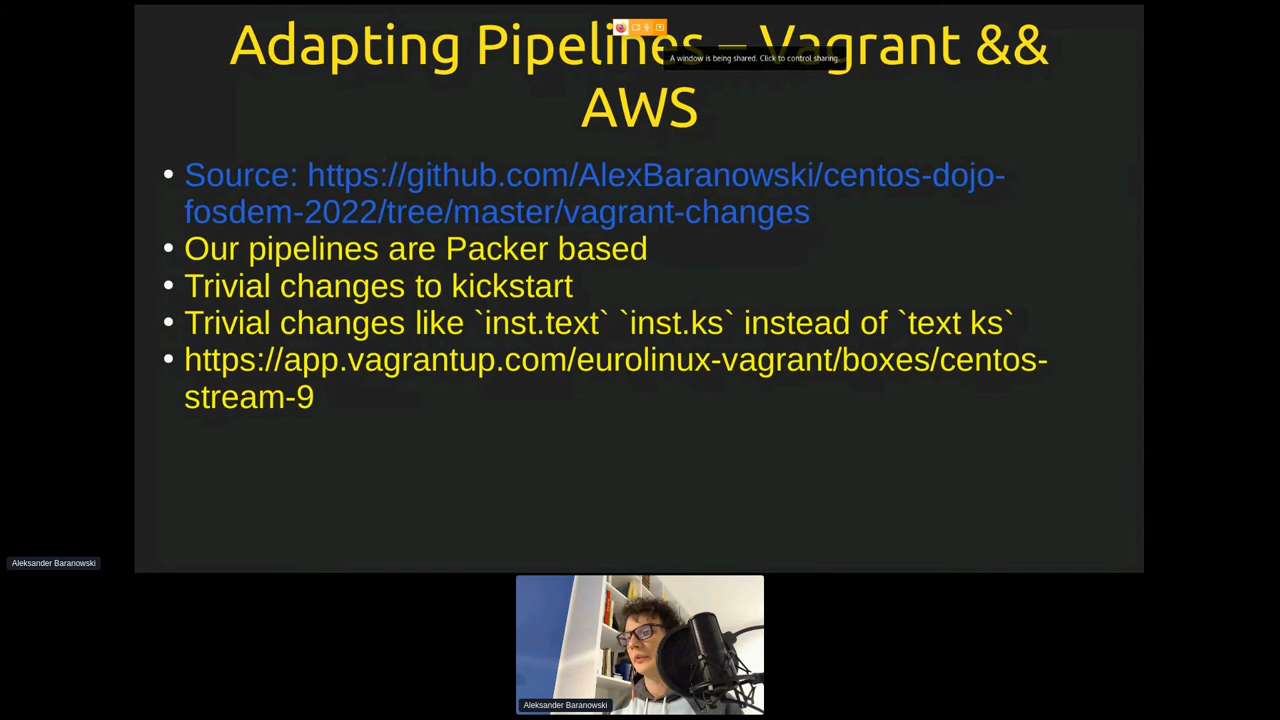 Adapting Pipelines – Vagrant &&
AWS
A window is being shared. Click to control sharing.
• Source: https://github.com/AlexBaranowski/centos-dojo-
fosdem-2022/tree/master/vagrant-changes
• Our pipelines are Packer based
• Trivial changes to kickstart
• Trivial changes like `inst.text` `inst.ks` instead of `text ks`
• https://app.vagrantup.com/eurolinux-vagrant/boxes/centos-
stream-9
Aleksander Baranowski
Aleksander Baranowski